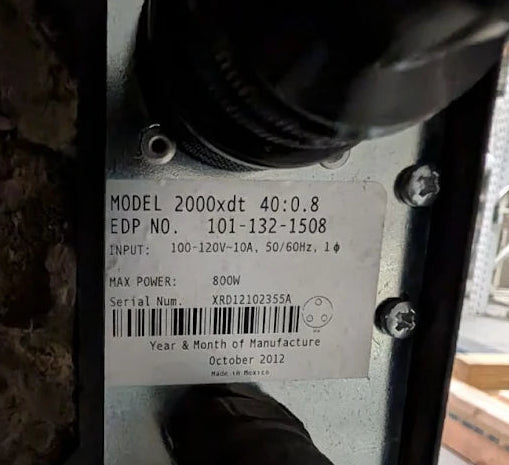 MODEL 2000xdt 40:0.8
EDP NO. 101-132-1508
INPUT: 100-120V~10A, 50/60Hz, 1ϕ
MAX POWER: 800W
Serial Num. XRD12102355A
Year & Month of Manufacture
October 2012
Made in Mexico